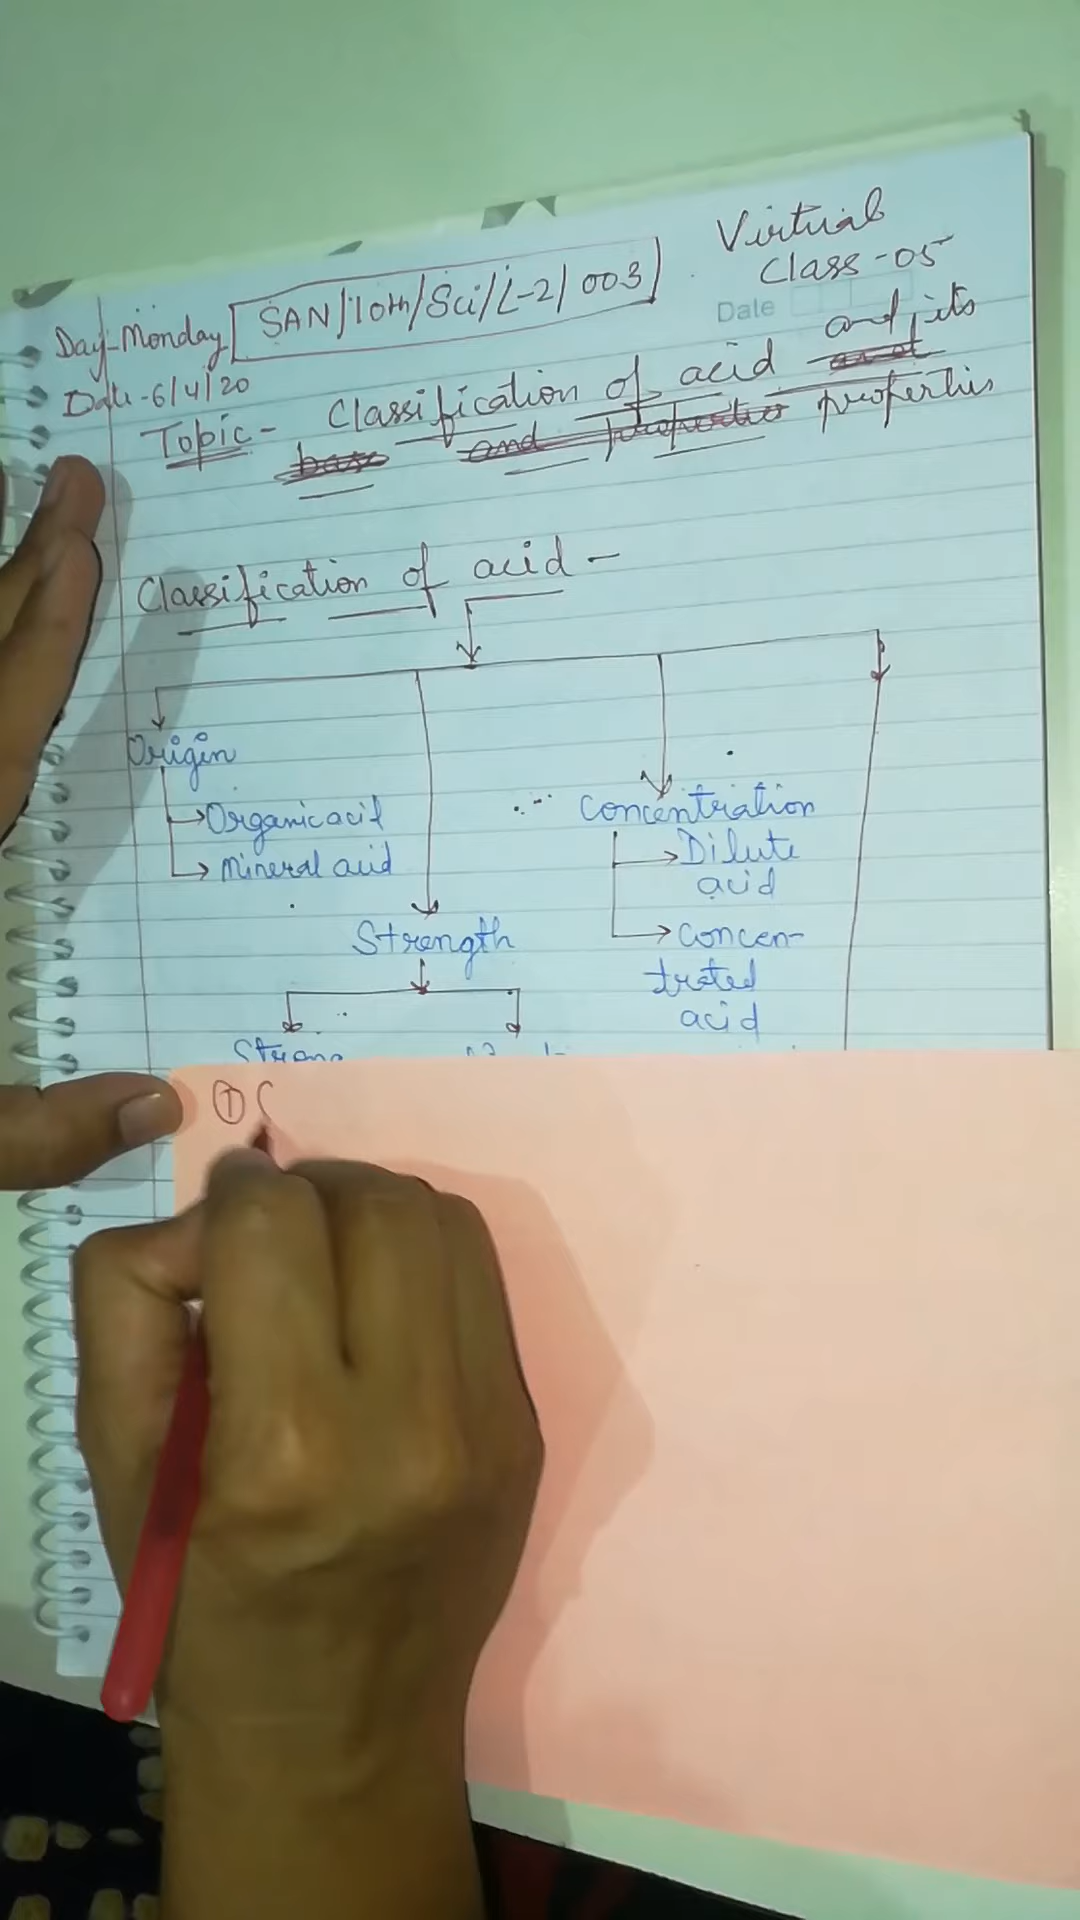 Virtual
Class-05
Day-Monday SAN/10th/Sci/L-2/003
Date
Date-6/4/20
Topic- Classification of acid and its
properties
Classification of acid -
Origin
Organic acid
Mineral acid
Concentration
Dilute
acid
Strength
Concen-
trated
acid
Strong
①